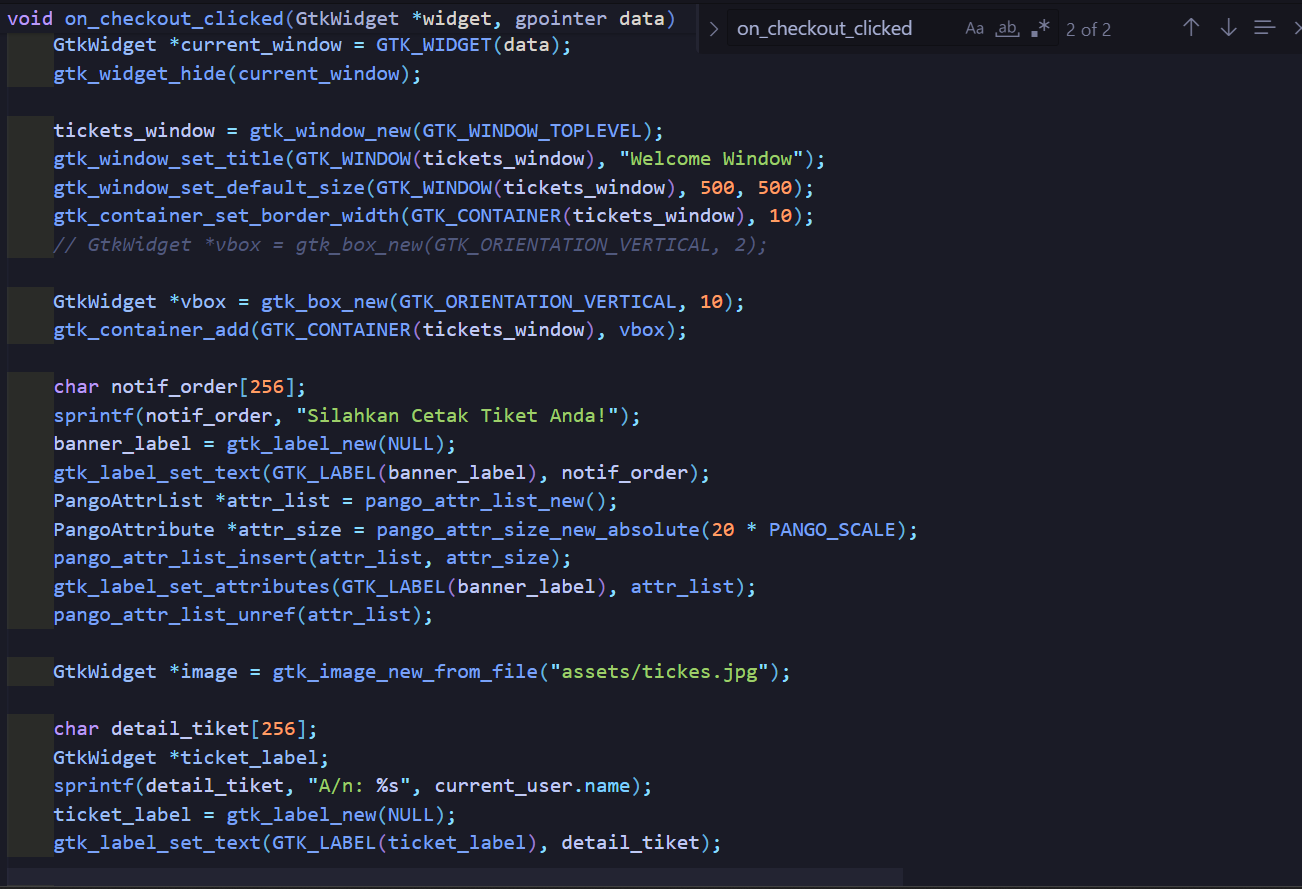 void on_checkout_clicked(GtkWidget *widget, gpointer data)
on_checkout_clicked Aa ab .* 2 of 2
GtkWidget *current_window = GTK_WIDGET(data);
gtk_widget_hide(current_window);
tickets_window = gtk_window_new(GTK_WINDOW_TOPLEVEL);
gtk_window_set_title(GTK_WINDOW(tickets_window), "Welcome Window");
gtk_window_set_default_size(GTK_WINDOW(tickets_window), 500, 500);
gtk_container_set_border_width(GTK_CONTAINER(tickets_window), 10);
// GtkWidget *vbox = gtk_box_new(GTK_ORIENTATION_VERTICAL, 2);
GtkWidget *vbox = gtk_box_new(GTK_ORIENTATION_VERTICAL, 10);
gtk_container_add(GTK_CONTAINER(tickets_window), vbox);
char notif_order[256];
sprintf(notif_order, "Silahkan Cetak Tiket Anda!");
banner_label = gtk_label_new(NULL);
gtk_label_set_text(GTK_LABEL(banner_label), notif_order);
PangoAttrList *attr_list = pango_attr_list_new();
PangoAttribute *attr_size = pango_attr_size_new_absolute(20 * PANGO_SCALE);
pango_attr_list_insert(attr_list, attr_size);
gtk_label_set_attributes(GTK_LABEL(banner_label), attr_list);
pango_attr_list_unref(attr_list);
GtkWidget *image = gtk_image_new_from_file("assets/tickes.jpg");
char detail_tiket[256];
GtkWidget *ticket_label;
sprintf(detail_tiket, "A/n: %s", current_user.name);
ticket_label = gtk_label_new(NULL);
gtk_label_set_text(GTK_LABEL(ticket_label), detail_tiket);